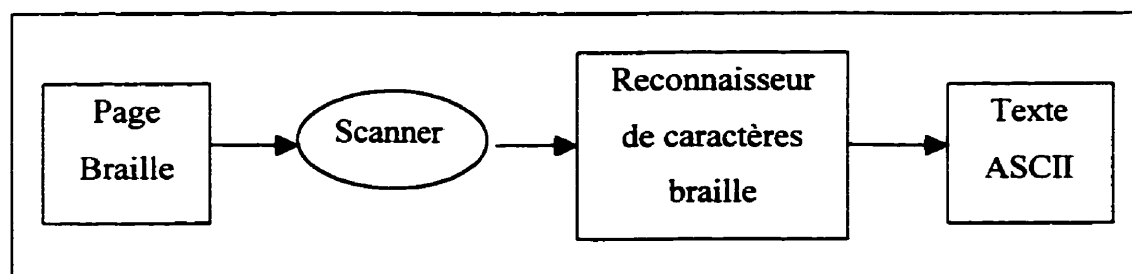 Page
Braille
Scanner
Reconnaisseur
de caractères
braille
Texte
ASCII